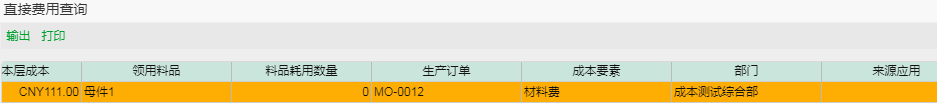 直接费用查询
输出 打印
本层成本 领用料品 料品耗用数量 生产订单 成本要素 部门 来源应用
CNY111.00 母件1 0 MO-0012 材料费 成本测试综合部